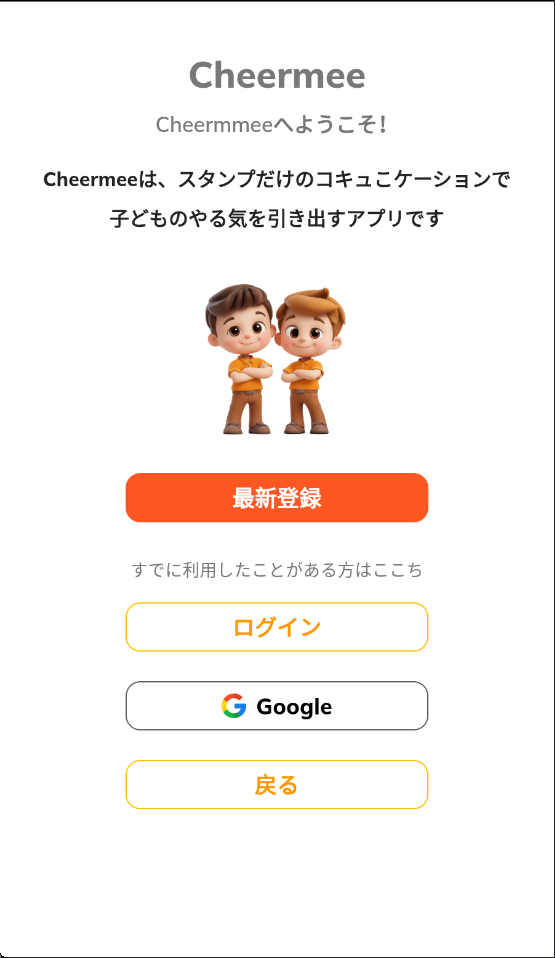 Cheermee
Cheermmeeへようこそ!
Cheermeeは、スタンプだけのコキュこケーションで
子どものやる気を引き出すアプリです
最新登録
すでに利用したことがある方はここち
ログイン
Google
戻る